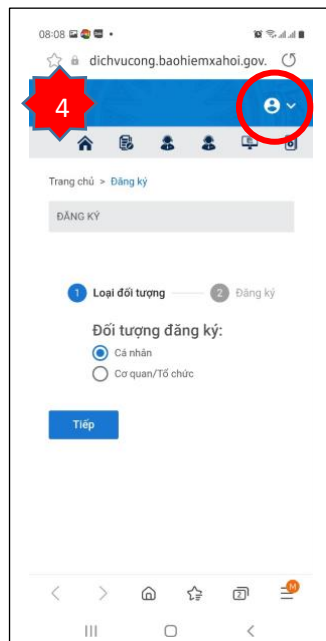 08:08
dichvucong.baohiemxahoi.gov.
4
Trang chủ > Đăng ký
ĐĂNG KÝ
1 Loại đối tượng
2 Đăng ký
Đối tượng đăng ký:
Cá nhân
Cơ quan/Tổ chức
Tiếp
2
M